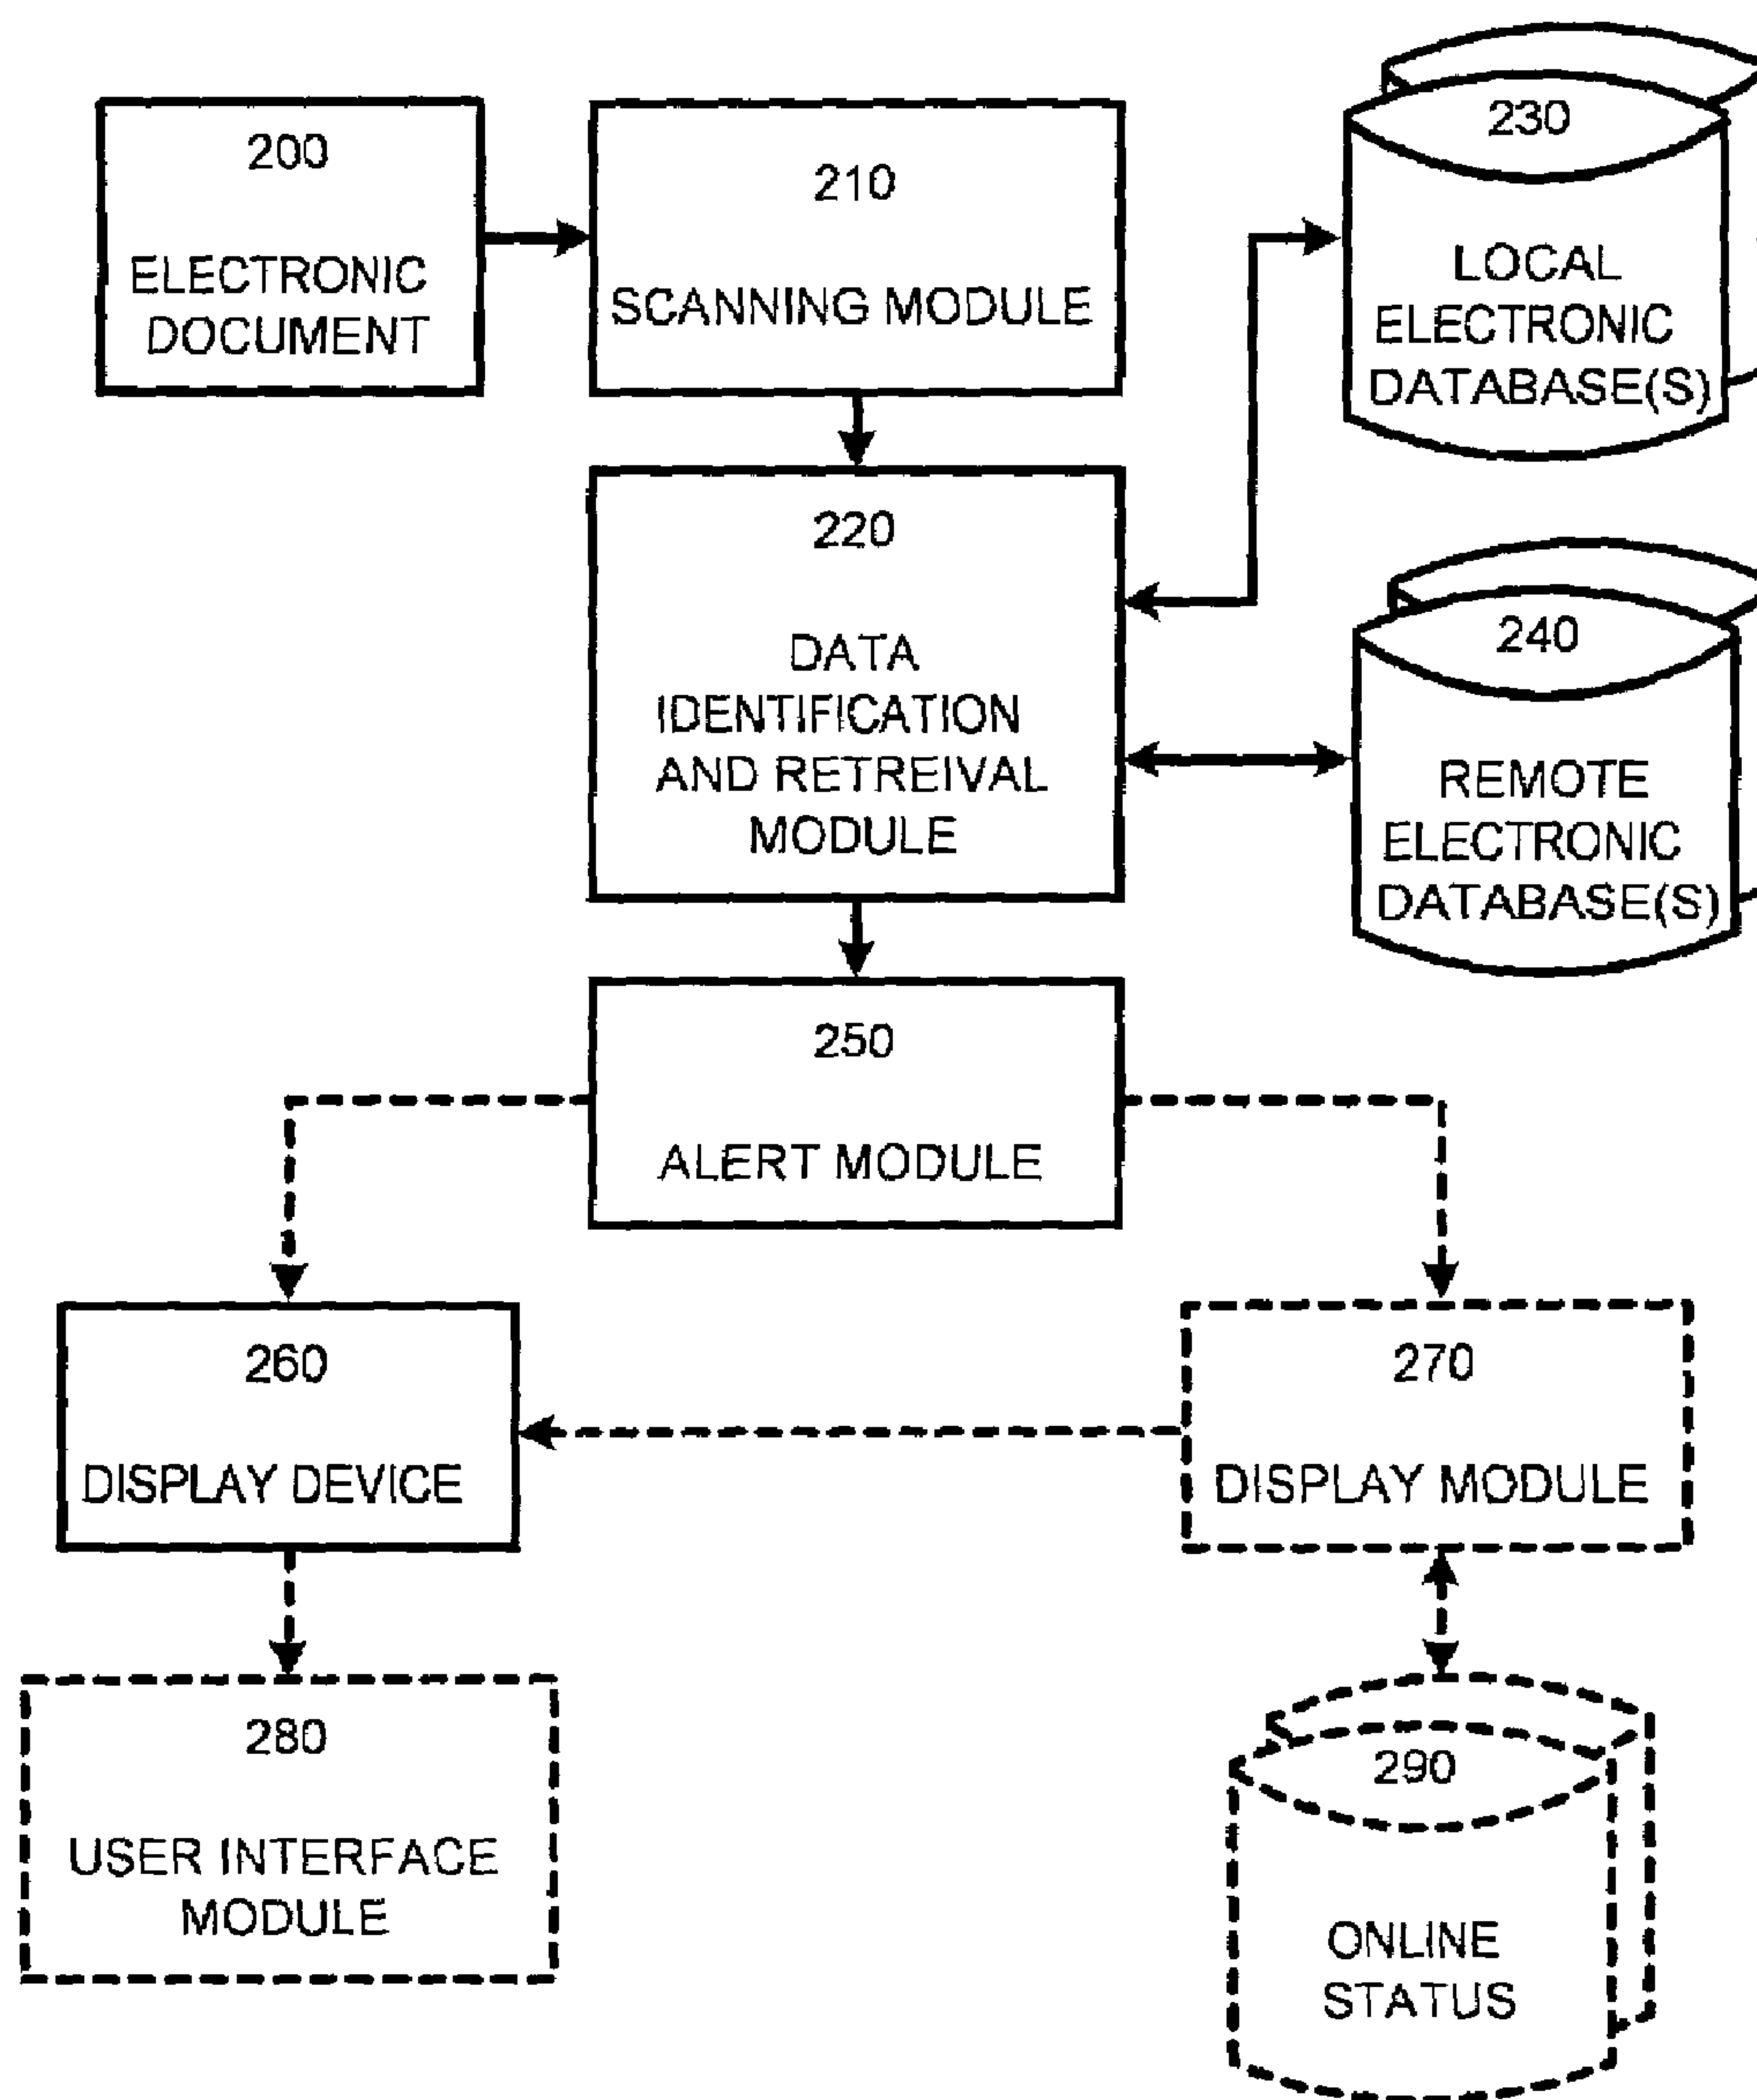 200
ELECTRONIC
DOCUMENT
210
SCANNING MODULE
230
LOCAL
ELECTRONIC
DATABASE(S)
220
DATA
IDENTIFICATION
AND RETREIVAL
MODULE
240
REMOTE
ELECTRONIC
DATABASE(S)
250
ALERT MODULE
260
DISPLAY DEVICE
270
DISPLAY MODULE
280
USER INTERFACE
MODULE
290
ONLINE
STATUS